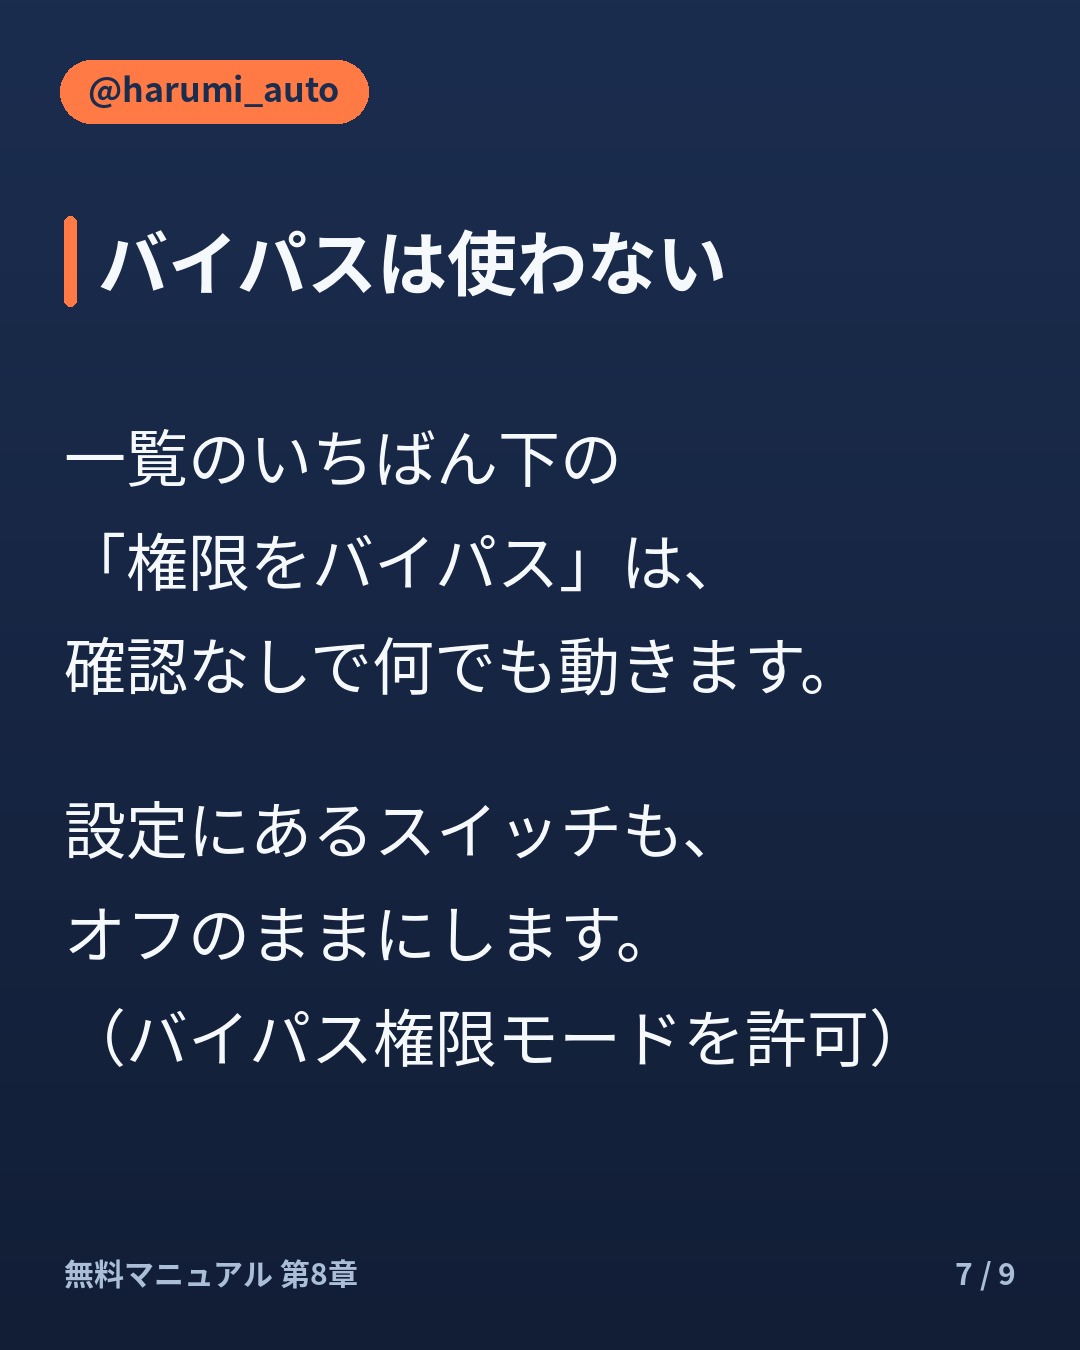 @harumi_auto
バイパスは使わない
一覧のいちばん下の
「権限をバイパス」は、
確認なしで何でも動きます。
設定にあるスイッチも、
オフのままにします。
（バイパス権限モードを許可）
無料マニュアル 第8章
7 / 9